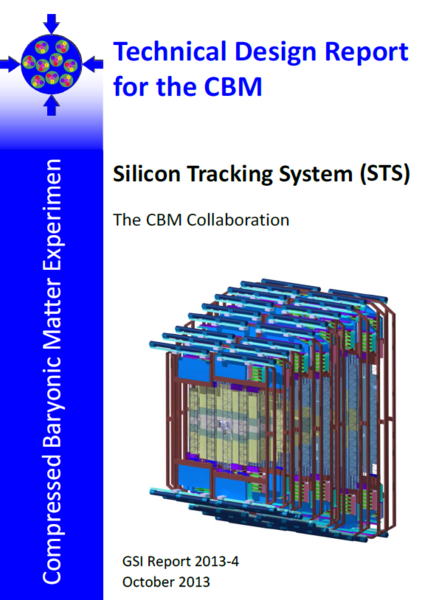 Technical Design Report
for the CBM
Silicon Tracking System (STS)
The CBM Collaboration
Compressed Baryonic Matter Experimen
GSI Report 2013-4
October 2013